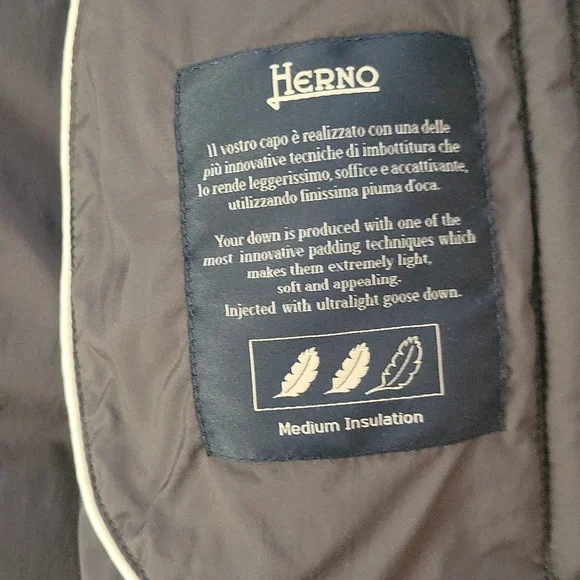 HERNO
Il vostro capo è realizzato con una delle
più innovative tecniche di imbottitura che
lo rende leggerissimo, soffice e accattivante,
utilizzando finissima piuma d'oca.
Your down is produced with one of the
most innovative padding techniques which
makes them extremely light,
soft and appealing.
Injected with ultralight goose down.
Medium Insulation